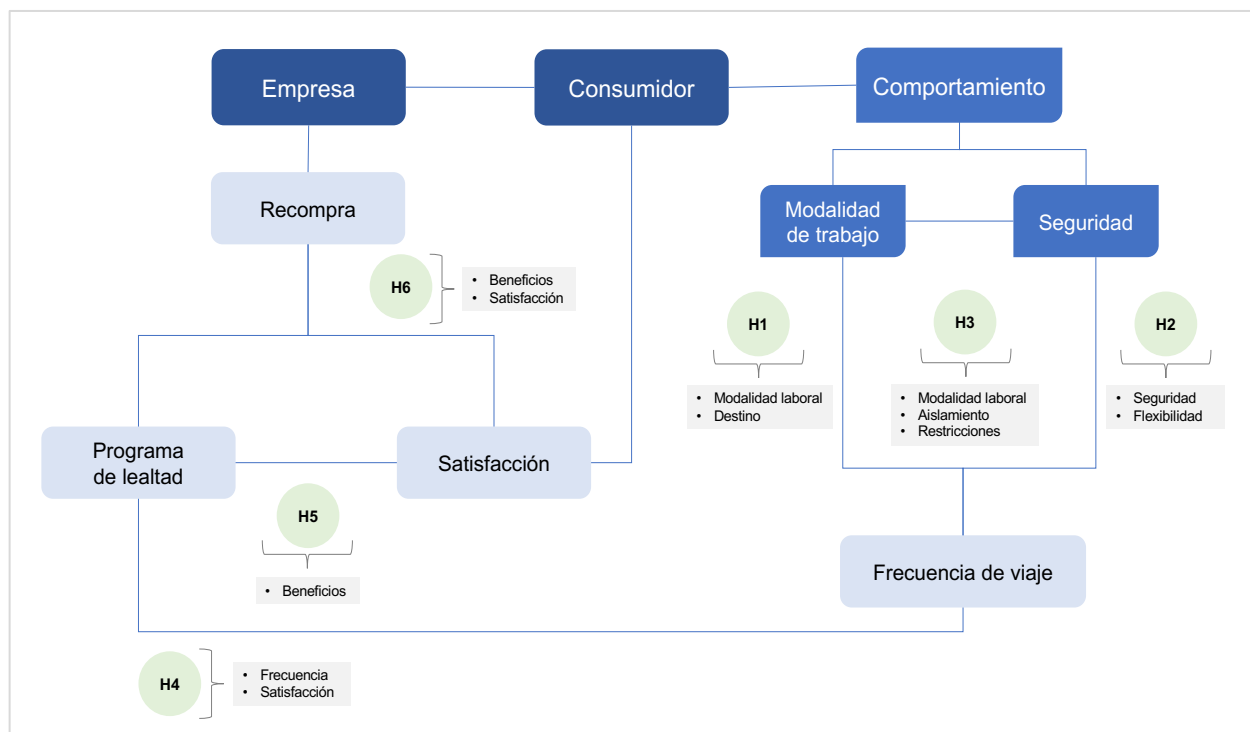 Empresa
Consumidor
Comportamiento
Recompra
Modalidad
de trabajo
Seguridad
H6
• Beneficios
• Satisfacción
H1
• Modalidad laboral
• Destino
H3
• Modalidad laboral
• Aislamiento
• Restricciones
H2
• Seguridad
• Flexibilidad
Programa
de lealtad
Satisfacción
H5
• Beneficios
Frecuencia de viaje
H4
• Frecuencia
• Satisfacción